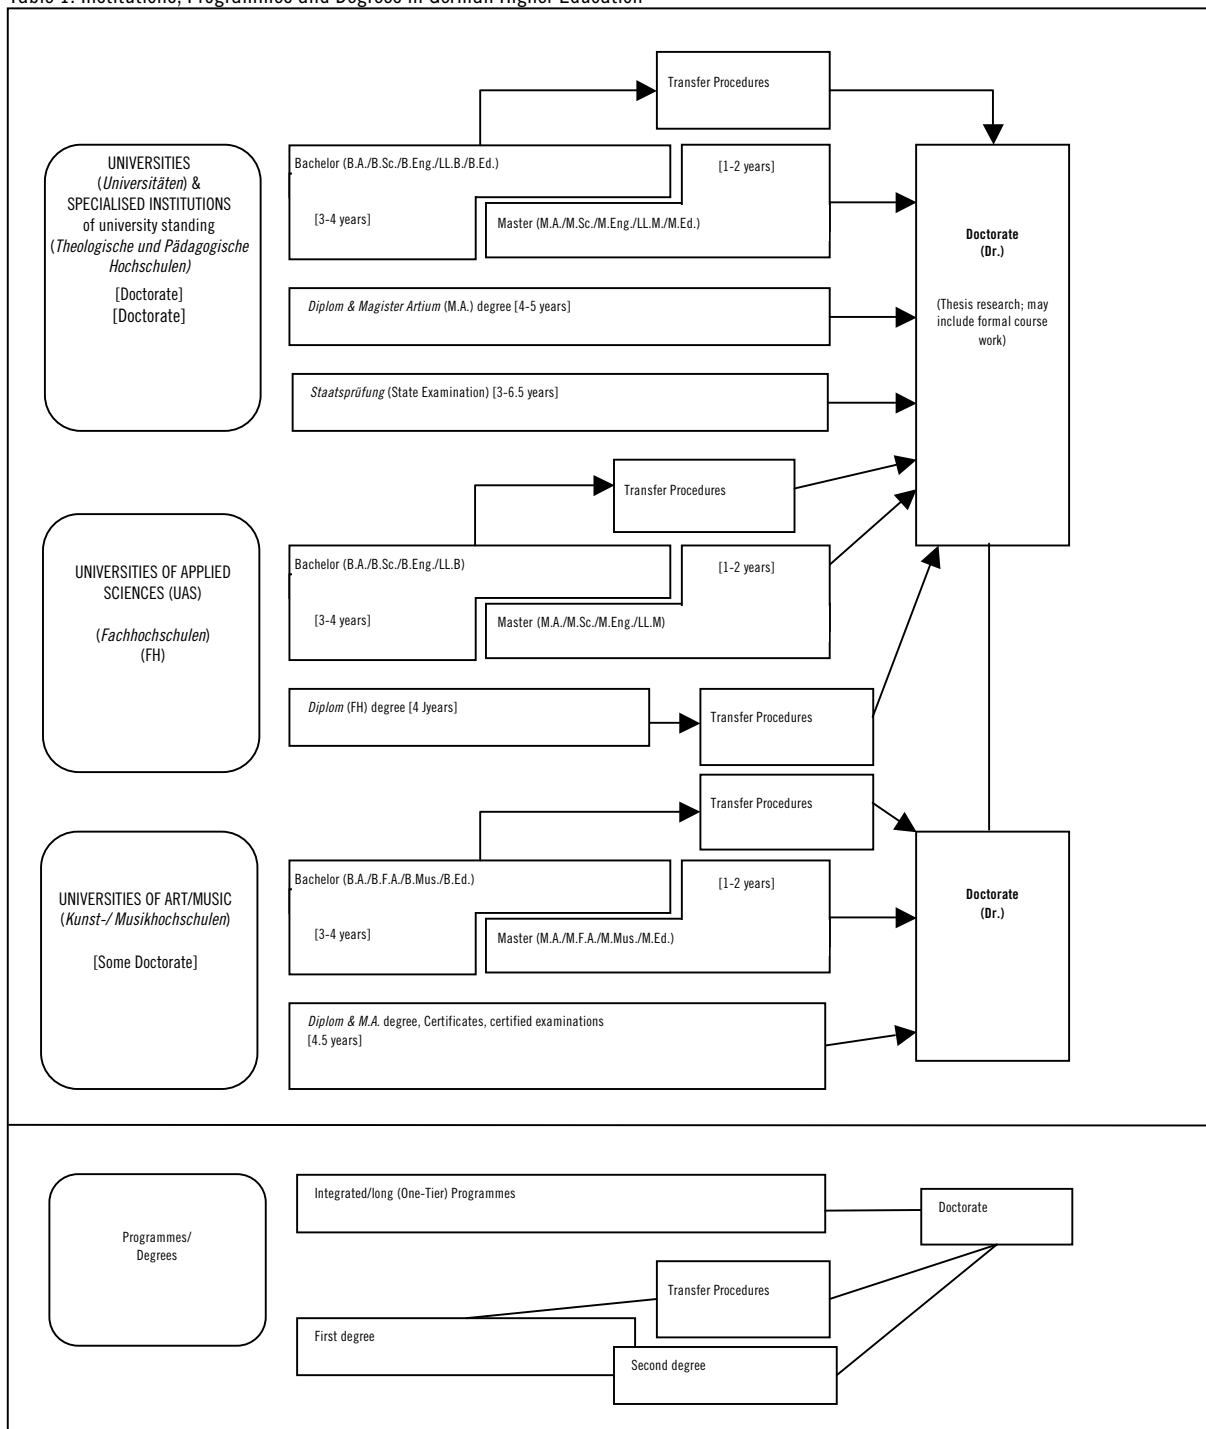 Table 1: Institutions, Programmes and Degrees in German Higher Education
Transfer Procedures
UNIVERSITIES
(Universitäten) &
SPECIALISED INSTITUTIONS
of university standing
(Theologische und Pädagogische
Hochschulen)
[Doctorate]
[Doctorate]
Bachelor (B.A./B.Sc./B.Eng./LL.B./B.Ed.)
[3-4 years]
[1-2 years]
Master (M.A./M.Sc./M.Eng./LL.M./M.Ed.)
Diplom & Magister Artium (M.A.) degree [4-5 years]
Staatsprüfung (State Examination) [3-6.5 years]
Doctorate
(Dr.)
(Thesis research; may
include formal course
work)
Transfer Procedures
UNIVERSITIES OF APPLIED
SCIENCES (UAS)
(Fachhochschulen)
(FH)
Bachelor (B.A./B.Sc./B.Eng./LL.B)
[3-4 years]
[1-2 years]
Master (M.A./M.Sc./M.Eng./LL.M)
Diplom (FH) degree [4 Jyears]
Transfer Procedures
Transfer Procedures
UNIVERSITIES OF ART/MUSIC
(Kunst-/ Musikhochschulen)
[Some Doctorate]
Bachelor (B.A./B.F.A./B.Mus./B.Ed.)
[3-4 years]
[1-2 years]
Master (M.A./M.F.A./M.Mus./M.Ed.)
Doctorate
(Dr.)
Diplom & M.A. degree, Certificates, certified examinations
[4.5 years]
Programmes/
Degrees
Integrated/long (One-Tier) Programmes
Doctorate
Transfer Procedures
First degree
Second degree